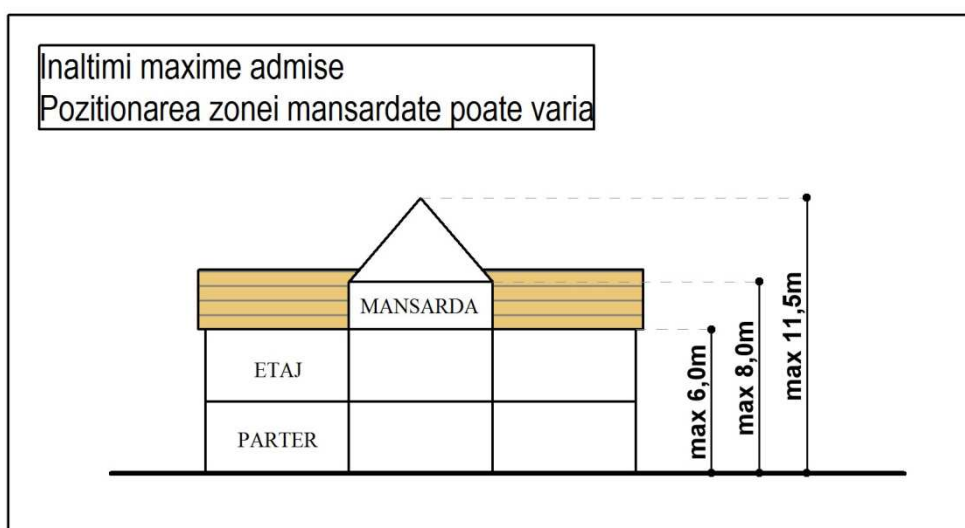 Inaltimi maxime admise
Pozitionarea zonei mansardate poate varia
MANSARDA
ETAJ
PARTER
max 6,0m
max 8,0m
max 11,5m